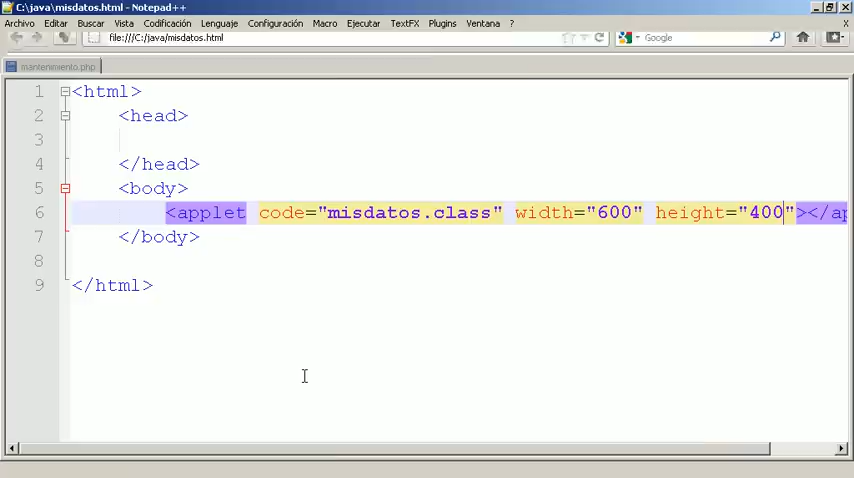 C:\java\misdatos.html - Notepad++
Archivo Editar Buscar Vista Codificación Lenguaje Configuración Macro Ejecutar TextFX Plugins Ventana ?
file:///C:/java/misdatos.html Google
mantenimiento.php
1 <html>
2 <head>
3
4 </head>
5 <body>
6 <applet code="misdatos.class" width="600" height="400"></ap
7 </body>
8
9 </html>